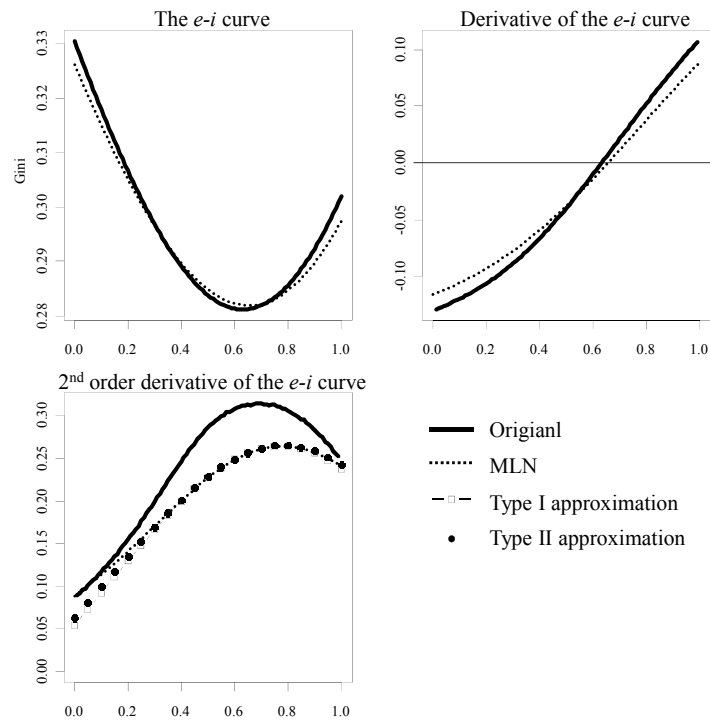 The e-i curve
Derivative of the e-i curve
0.33
0.32
0.31
0.30
0.29
0.28
Gini
0.0 0.2 0.4 0.6 0.8 1.0
0.10
0.05
0.00
-0.05
-0.10
0.0 0.2 0.4 0.6 0.8 1.0
2nd order derivative of the e-i curve
0.30
0.25
0.20
0.15
0.10
0.05
0.00
0.0 0.2 0.4 0.6 0.8 1.0
Origianl
MLN
Type I approximation
Type II approximation